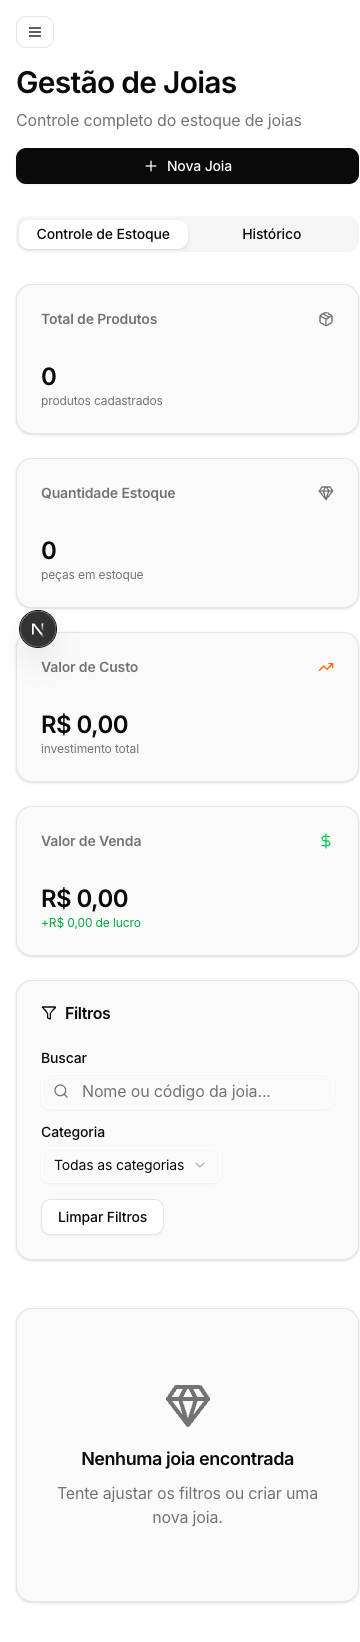 Gestão de Joias
Controle completo do estoque de joias
Nova Joia
Controle de Estoque
Histórico
Total de Produtos
0
produtos cadastrados
Quantidade Estoque
0
peças em estoque
N
Valor de Custo
R$ 0,00
investimento total
Valor de Venda
R$ 0,00
+R$ 0,00 de lucro
Filtros
Buscar
Nome ou código da joia...
Categoria
Todas as categorias
Limpar Filtros
Nenhuma joia encontrada
Tente ajustar os filtros ou criar uma
nova joia.